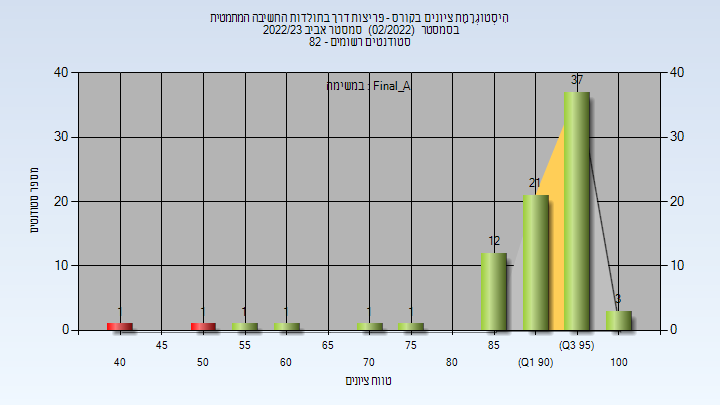 היסטוגרמת ציונים בקורס - פריצות דרך בתולדות החשיבה המתמטית
בסמסטר (02/2022) סמסטר אביב 2022/23
סטודנטים רשומים - 82
במשימה : Final_A
40 40
30 30
20 20
10 10
0 0
מספר סטודנטים
1 1 1 1 1 1 12 21 37 3
45 55 65 75 85 (Q3 95)
40 50 60 70 80 (Q1 90) 100
טווח ציונים